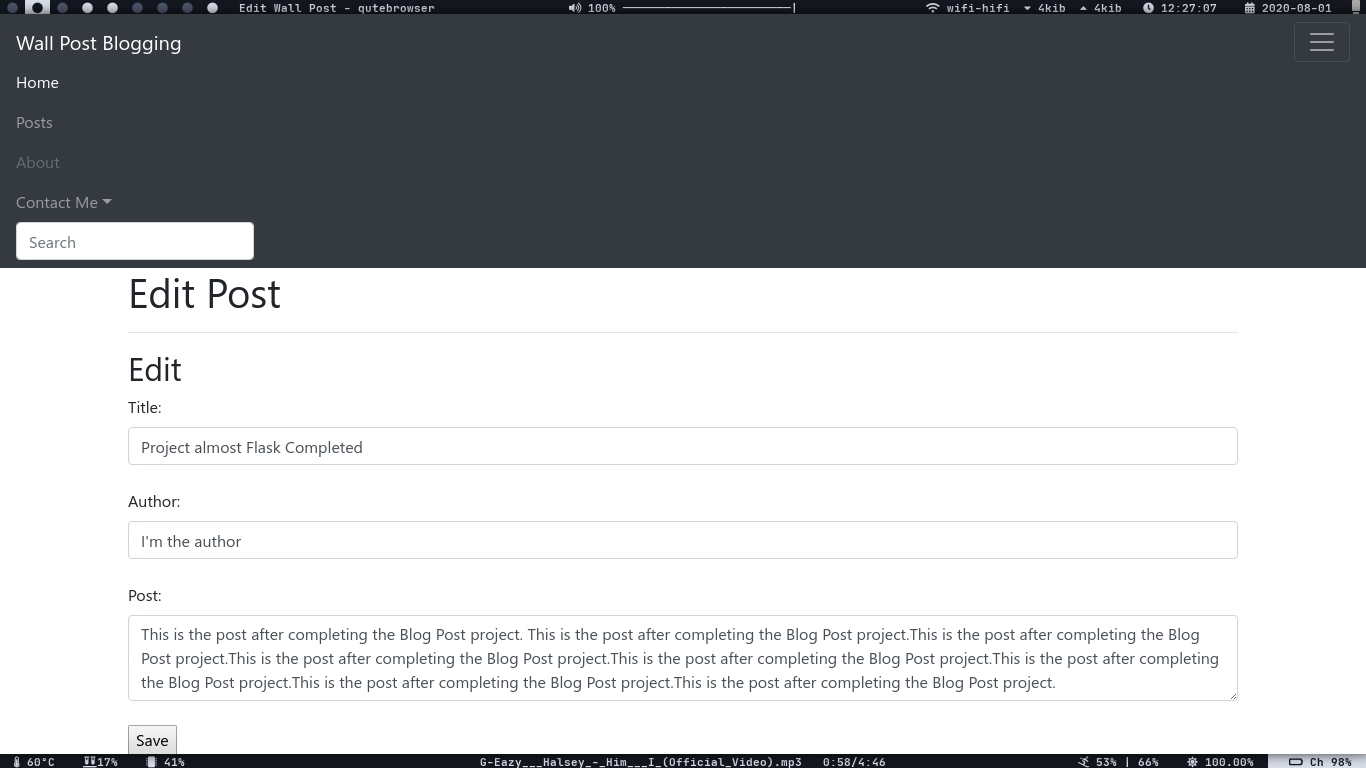 Edit Wall Post - qutebrowser 100% wifi-hifi 4kib 4kib 12:27:07 2020-08-01
Wall Post Blogging
Home
Posts
About
Contact Me
Search
Edit Post
Edit
Title:
Project almost Flask Completed
Author:
I'm the author
Post:
This is the post after completing the Blog Post project. This is the post after completing the Blog Post project.This is the post after completing the Blog
Post project.This is the post after completing the Blog Post project.This is the post after completing the Blog Post project.This is the post after completing
the Blog Post project.This is the post after completing the Blog Post project.This is the post after completing the Blog Post project.
Save
60°C 17% 41% G-Eazy___Halsey_-_Him___I_(Official_Video).mp3 0:58/4:46 53% | 66% 100.00% Ch 98%